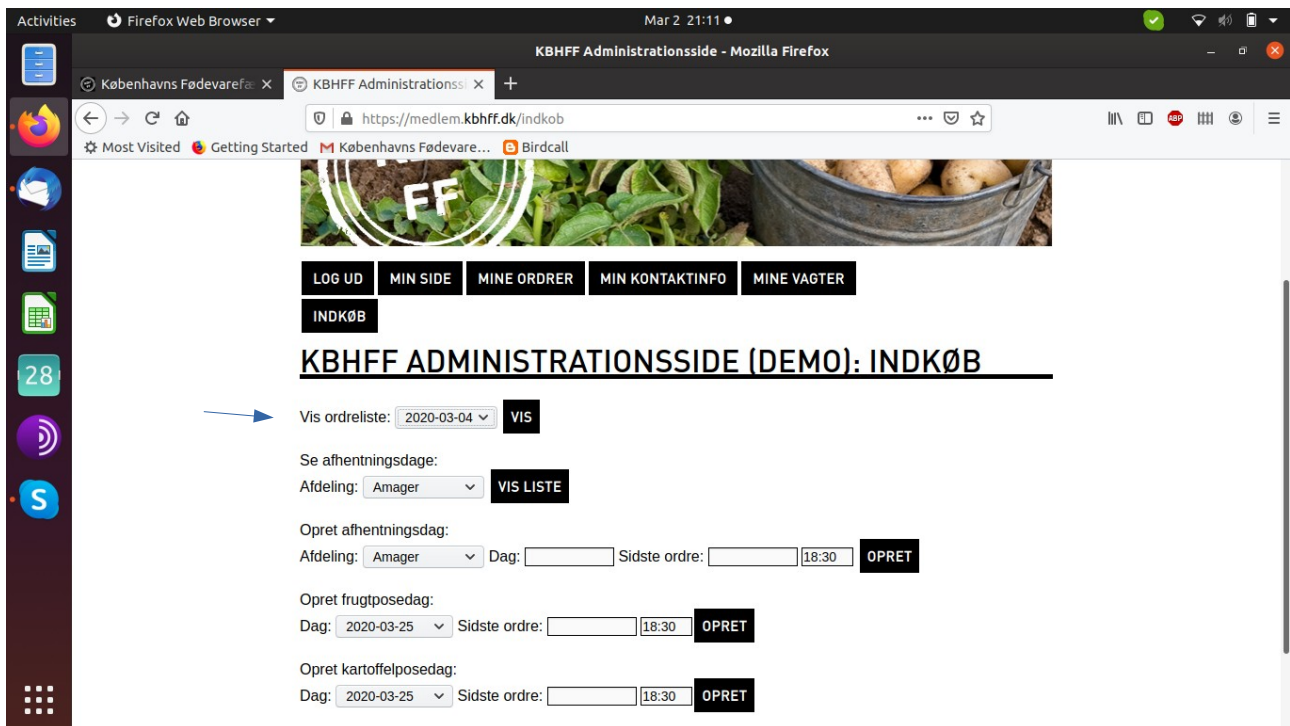 Activities Firefox Web Browser Mar 2 21:11
KBHFF Administrationsside - Mozilla Firefox
Københavns Fødevarefæ KBHFF Administrationss
https://medlem.kbhff.dk/indkob ABP
Most Visited Getting Started Københavns Fødevare… Birdcall
FF
LOG UD MIN SIDE MINE ORDRER MIN KONTAKTINFO MINE VAGTER
INDKØB
KBHFF ADMINISTRATIONSSIDE (DEMO): INDKØB
28
Vis ordreliste: 2020-03-04 VIS
Se afhentningsdage:
Afdeling: Amager VIS LISTE
S
Opret afhentningsdag:
Afdeling: Amager Dag: Sidste ordre: 18:30 OPRET
Opret frugtposedag:
Dag: 2020-03-25 Sidste ordre: 18:30 OPRET
Opret kartoffelposedag:
Dag: 2020-03-25 Sidste ordre: 18:30 OPRET